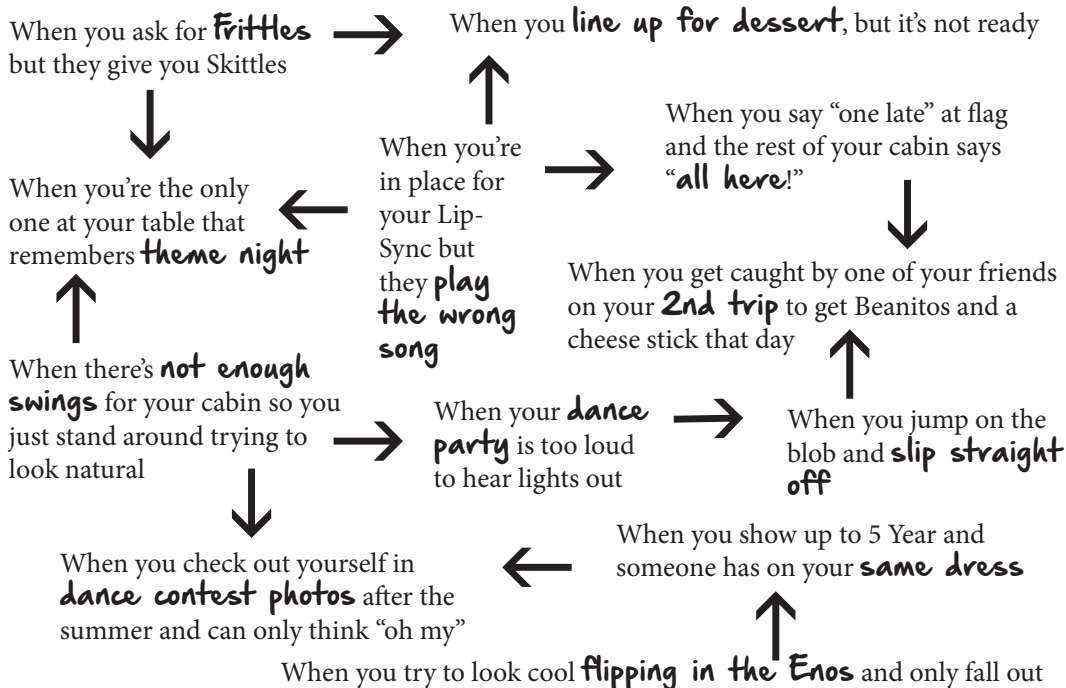 When you ask for Frittles
but they give you Skittles
When you line up for dessert, but it's not ready
When you say “one late” at flag
and the rest of your cabin says
“all here!”
When you're
in place for
your Lip-
Sync but
they play
the wrong
song
When you're the only
one at your table that
remembers theme night
When you get caught by one of your friends
on your 2nd trip to get Beanitos and a
cheese stick that day
When there's not enough
swings for your cabin so you
just stand around trying to
look natural
When your dance
party is too loud
to hear lights out
When you jump on the
blob and slip straight
off
When you show up to 5 Year and
someone has on your same dress
When you check out yourself in
dance contest photos after the
summer and can only think “oh my”
When you try to look cool flipping in the Enos and only fall out